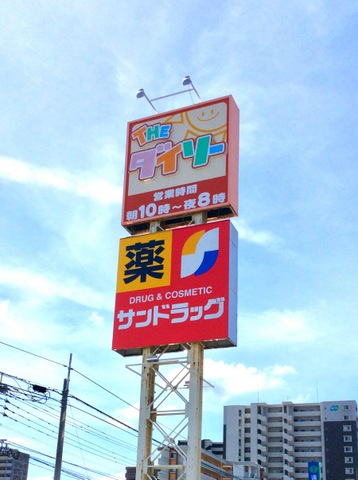 THE
ダイソー
営業時間
朝10時～夜8時
薬
DRUG & COSMETIC
サンドラッグ